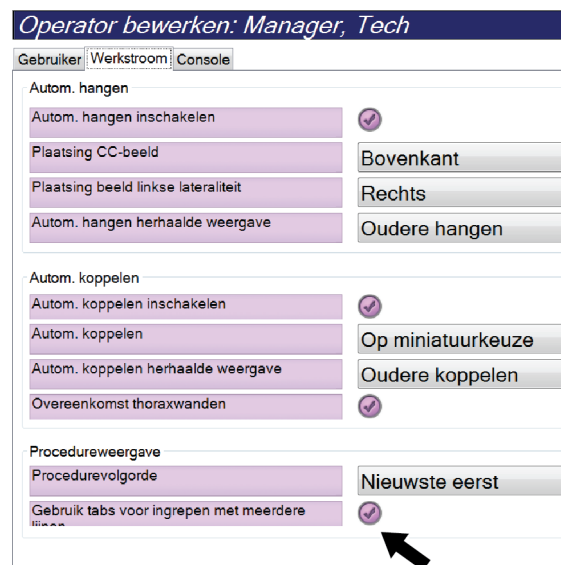 Operator bewerken: Manager, Tech
Gebruiker Werkstroom Console
Autom. hangen
Autom. hangen inschakelen
Plaatsing CC-beeld Bovenkant
Plaatsing beeld linkse lateraliteit Rechts
Autom. hangen herhaalde weergave Oudere hangen
Autom. koppelen
Autom. koppelen inschakelen
Autom. koppelen Op miniatuurkeuze
Autom. koppelen herhaalde weergave Oudere koppelen
Overeenkomst thoraxwanden
Procedureweergave
Procedurevolgorde Nieuwste eerst
Gebruik tabs voor ingrepen met meerdere